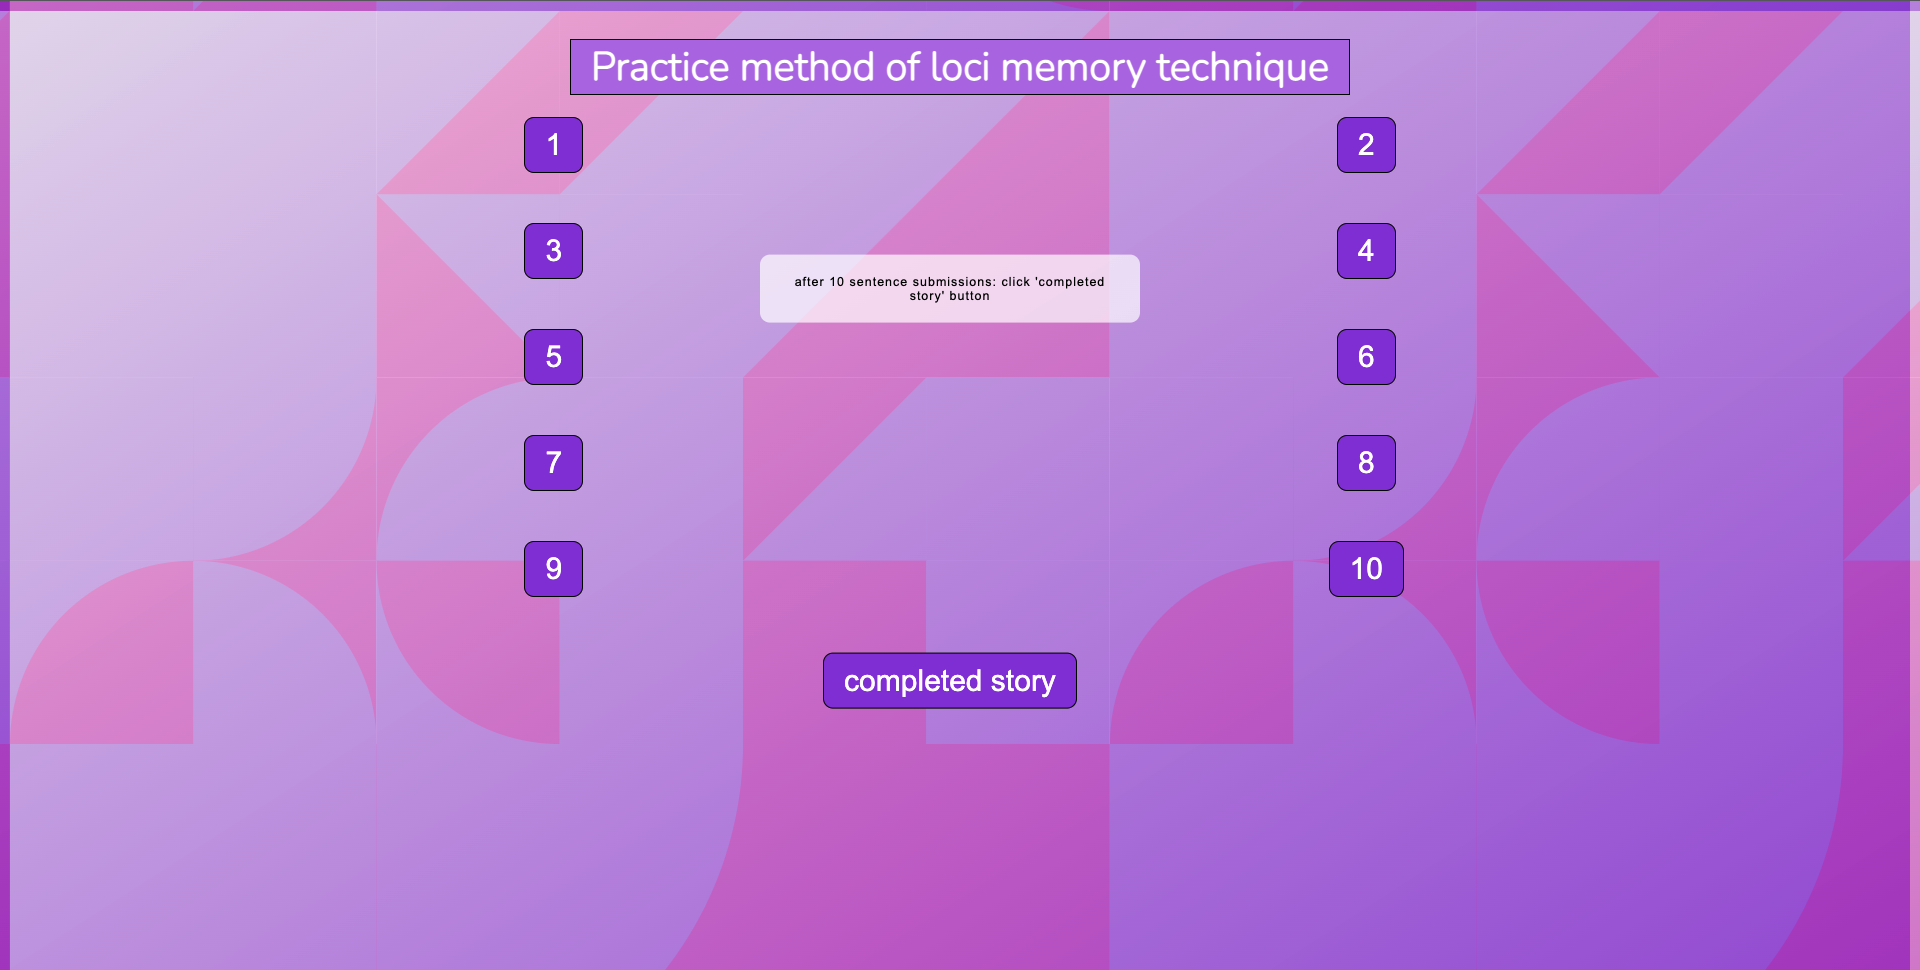 Practice method of loci memory technique
1
2
3
4
after 10 sentence submissions: click 'completed
story' button
5
6
7
8
9
10
completed story